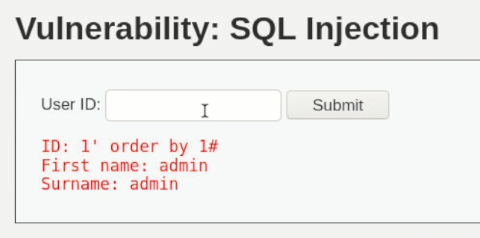 Vulnerability: SQL Injection
User ID: Submit
ID: 1' order by 1#
First name: admin
Surname: admin